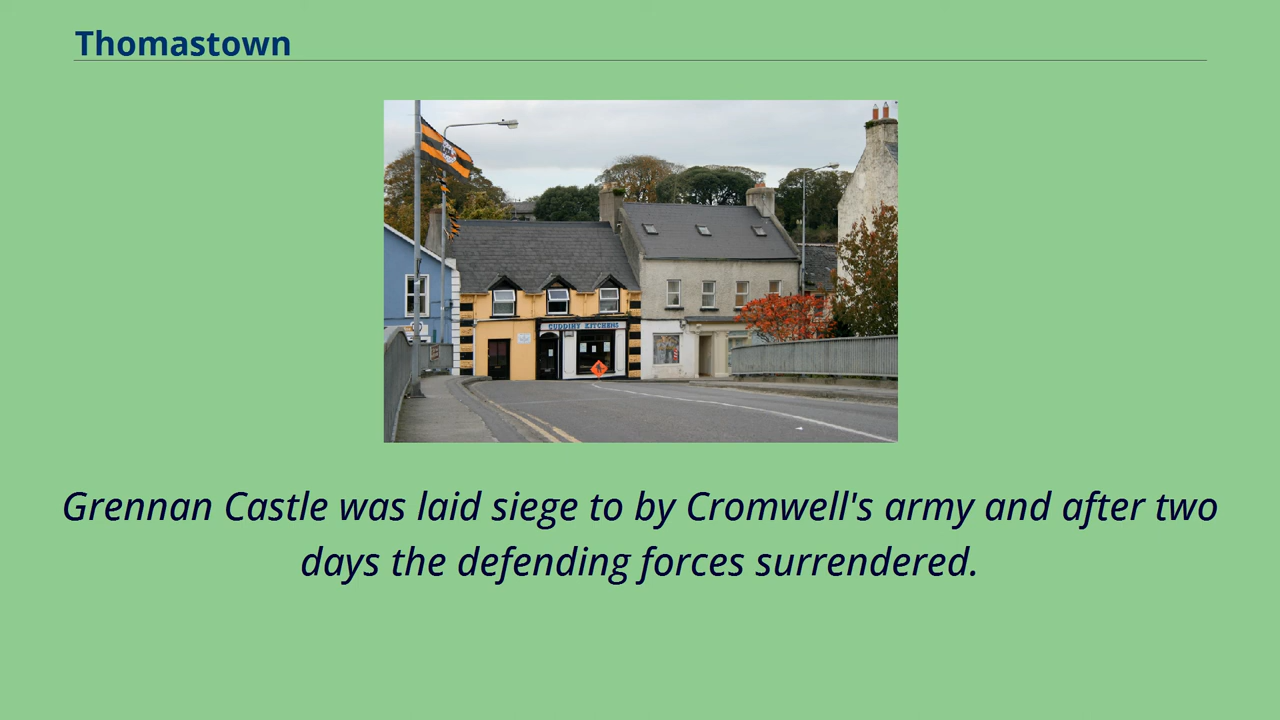 Thomastown
CUDDIHY KITCHENS
Grennan Castle was laid siege to by Cromwell's army and after two
days the defending forces surrendered.